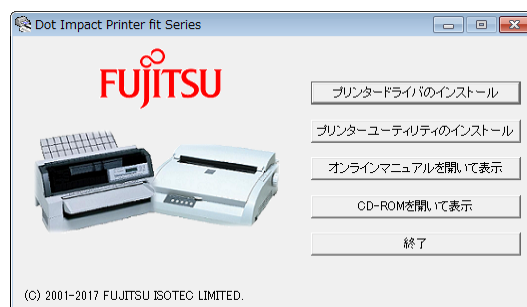 Dot Impact Printer fit Series
FUJITSU
プリンタードライバのインストール
プリンターユーティリティのインストール
オンラインマニュアルを開いて表示
CD-ROMを開いて表示
終了
(C) 2001-2017 FUJITSU ISOTEC LIMITED.